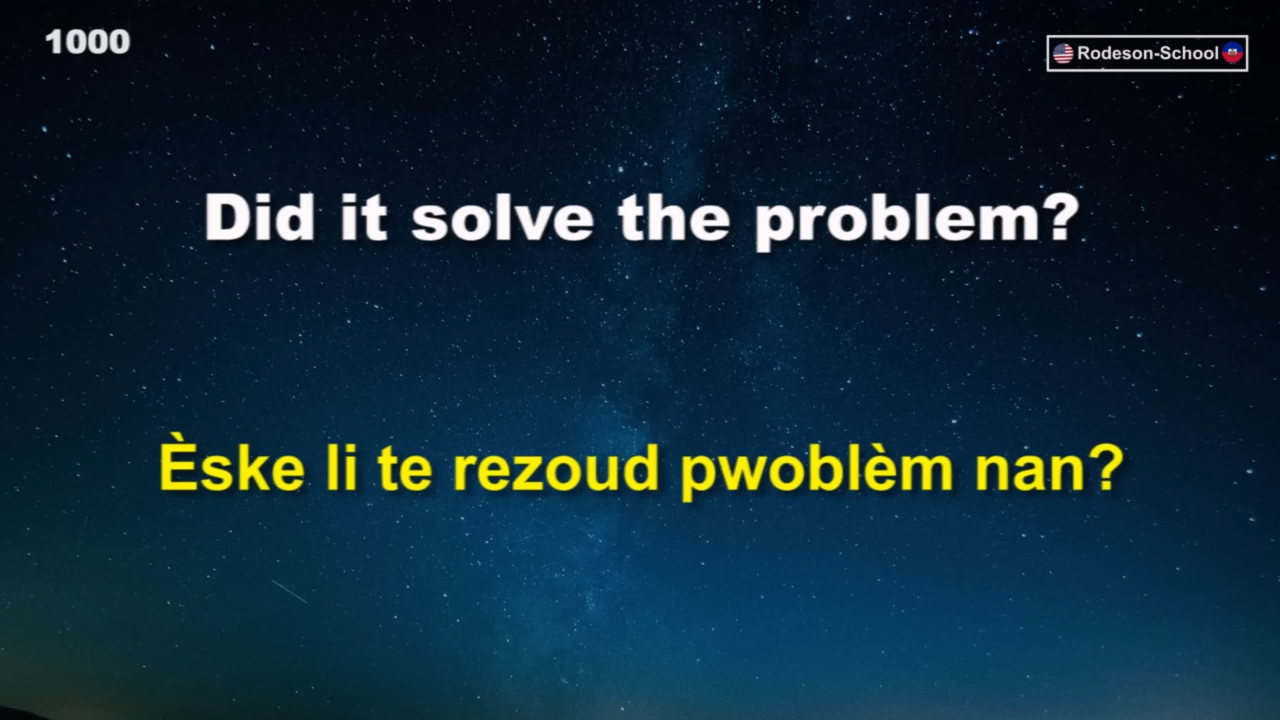 1000
Rodeson-School
Did it solve the problem?
Èske li te rezoud pwoblèm nan?